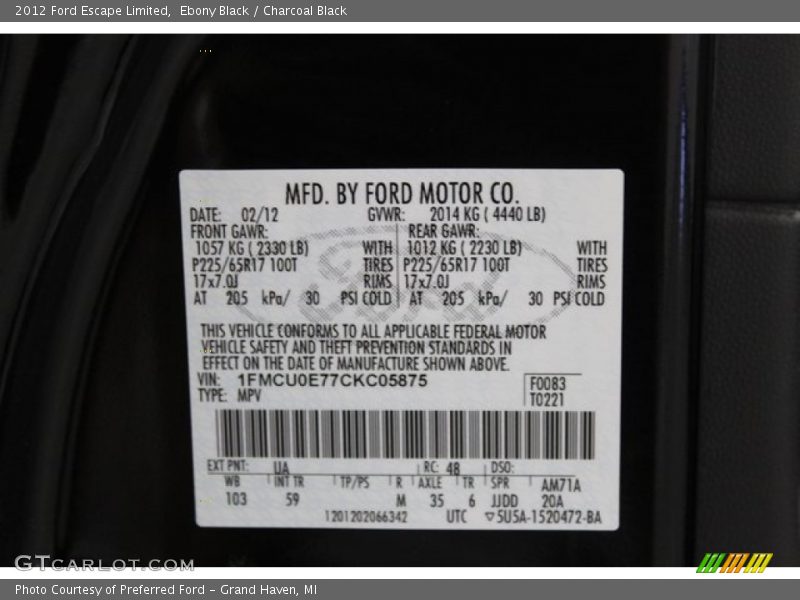 2012 Ford Escape Limited,  Ebony Black / Charcoal Black
MFD. BY FORD MOTOR CO.
DATE: 02/12 GVWR: 2014 KG ( 4440 LB)
FRONT GAWR: REAR GAWR:
1057 KG ( 2330 LB) WITH 1012 KG ( 2230 LB) WITH
P225/65R17 100T TIRES P225/65R17 100T TIRES
17x7.0J RIMS 17x7.0J RIMS
AT 205 kPa/ 30 PSI COLD AT 205 kPa/ 30 PSI COLD
THIS VEHICLE CONFORMS TO ALL APPLICABLE FEDERAL MOTOR
VEHICLE SAFETY AND THEFT PREVENTION STANDARDS IN
EFFECT ON THE DATE OF MANUFACTURE SHOWN ABOVE.
VIN: 1FMCU0E77CKC05875 F0083
TYPE: MPV T0221
EXT PNT: UA RC: 48 DSO:
WB INT TR TP/PS R AXLE TR SPR AM71A
103 59 M 35 6 JJDD 20A
1201202066342 UTC ▽5U5A-1520472-BA
GTCARLOT.COM
Photo Courtesy of Preferred Ford – Grand Haven, MI